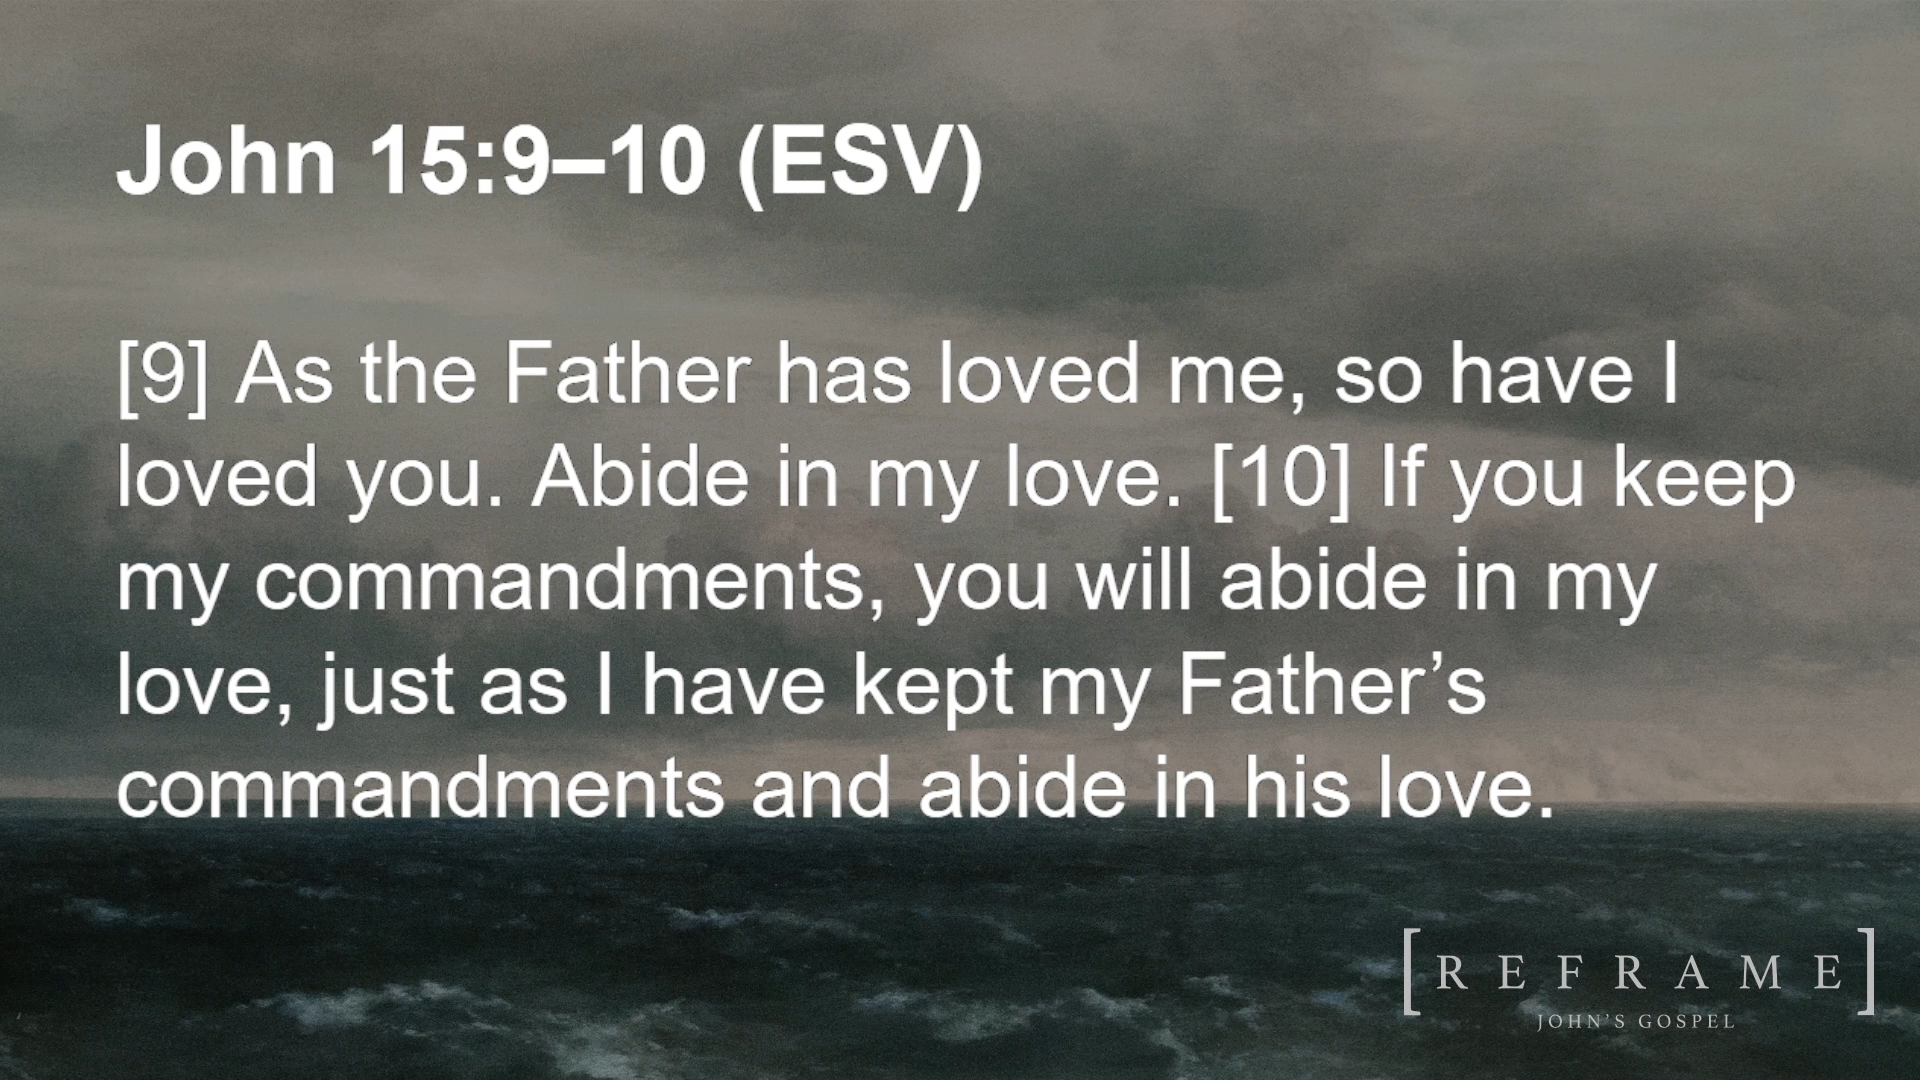 John 15:9–10 (ESV)
[9] As the Father has loved me, so have I
loved you. Abide in my love. [10] If you keep
my commandments, you will abide in my
love, just as I have kept my Father’s
commandments and abide in his love.
[REFRAME]
JOHN’S GOSPEL